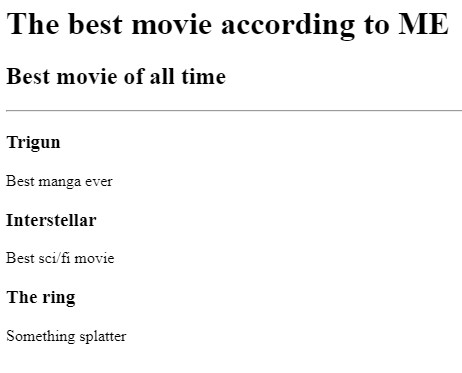 The best movie according to ME
Best movie of all time
Trigun
Best manga ever
Interstellar
Best sci/fi movie
The ring
Something splatter